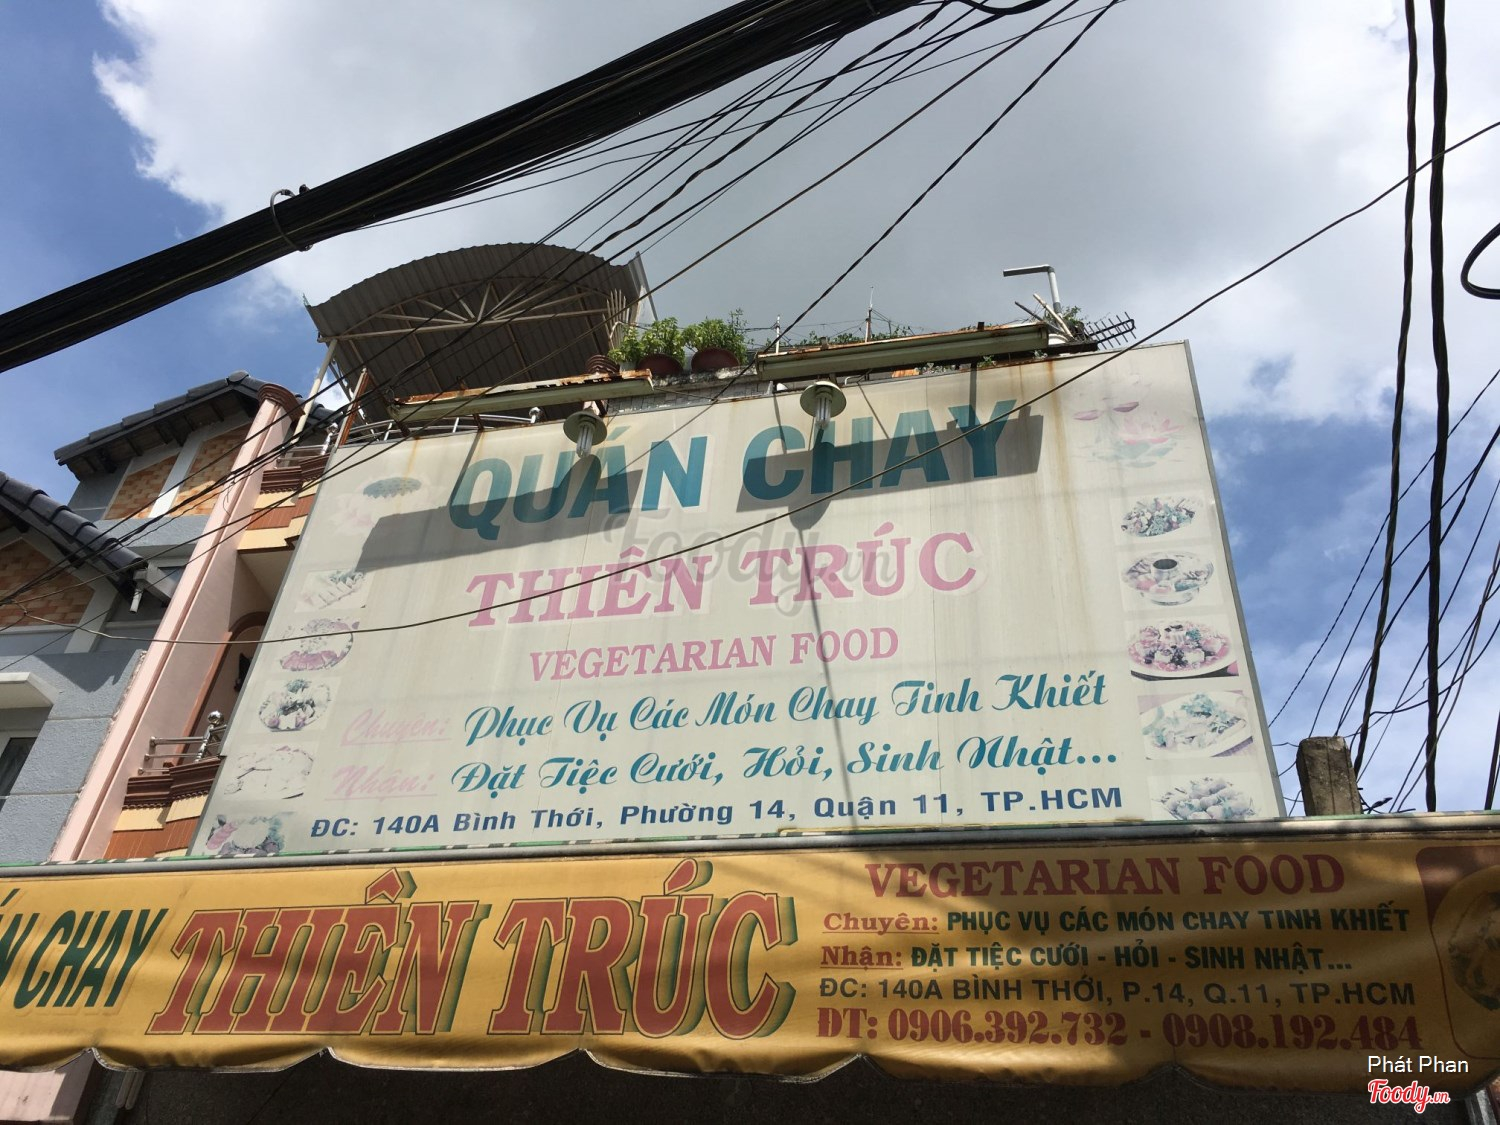 QUÁN CHAY
THIÊN TRÚC
VEGETARIAN FOOD
Chuyên: Phục Vụ Các Món Chay Tinh Khiết
Nhận: Đặt Tiệc Cưới, Hỏi, Sinh Nhật...
ĐC: 140A Bình Thới, Phường 14, Quận 11, TP.HCM
Foody.vn
CHAY THIÊN TRÚC
VEGETARIAN FOOD
Chuyên: PHỤC VỤ CÁC MÓN CHAY TINH KHIẾT
Nhận: ĐẶT TIỆC CƯỚI - HỎI - SINH NHẬT...
ĐC: 140A BÌNH THỚI, P.14, Q.11, TP.HCM
ĐT: 0906.392.732 - 0908.192.484
Phát Phan
Foody.vn